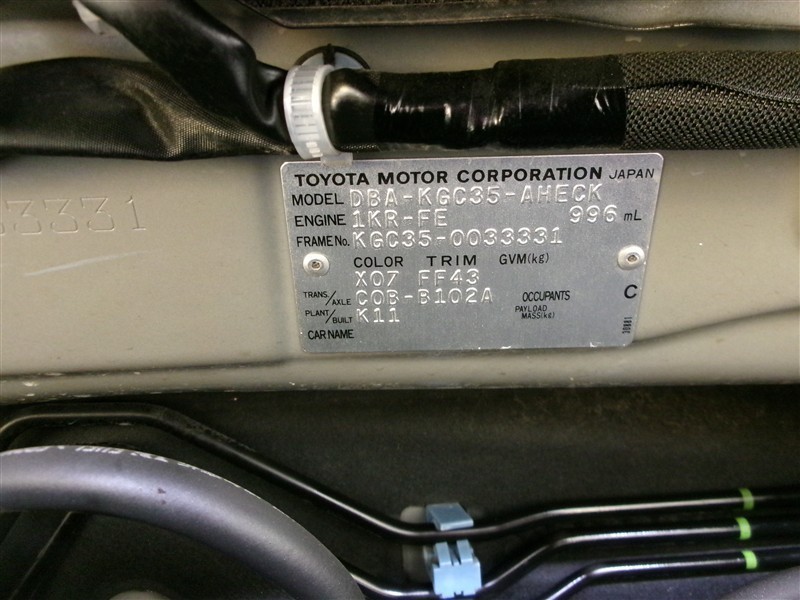 TOYOTA MOTOR CORPORATION JAPAN
MODEL DBA-KGC35-AHECK
ENGINE 1KR-FE 996 mL
FRAME No. KGC35-0033331
COLOR TRIM GVM(kg)
X07 FF43
TRANS./AXLE C0B-B102A OCCUPANTS C
PLANT/BUILT K11 PAYLOAD MASS(kg)
CAR NAME
33331